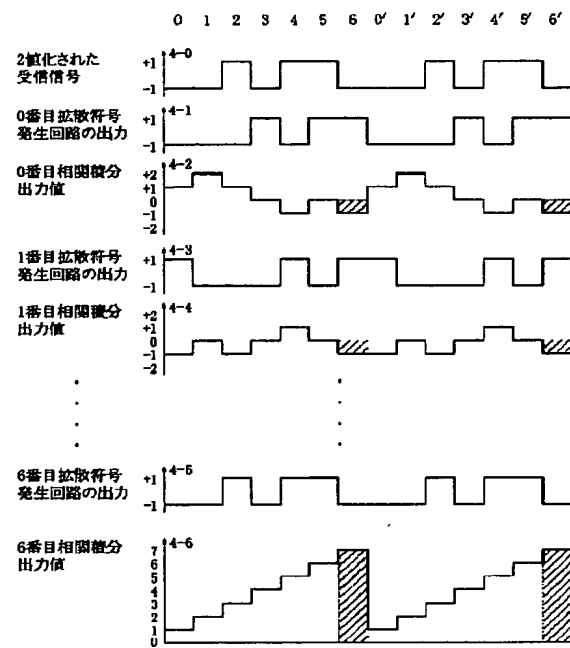 0 1 2 3 4 5 6 0′ 1′ 2′ 3′ 4′ 5′ 6′
2値化された
受信信号
4-0
+1
-1
0番目拡散符号
発生回路の出力
4-1
+1
-1
0番目相関積分
出力値
4-2
+2
+1
0
-1
-2
1番目拡散符号
発生回路の出力
4-3
+1
-1
1番目相関積分
出力値
4-4
+2
+1
0
-1
-2
6番目拡散符号
発生回路の出力
4-5
+1
-1
6番目相関積分
出力値
4-6
7
6
5
4
3
2
1
0